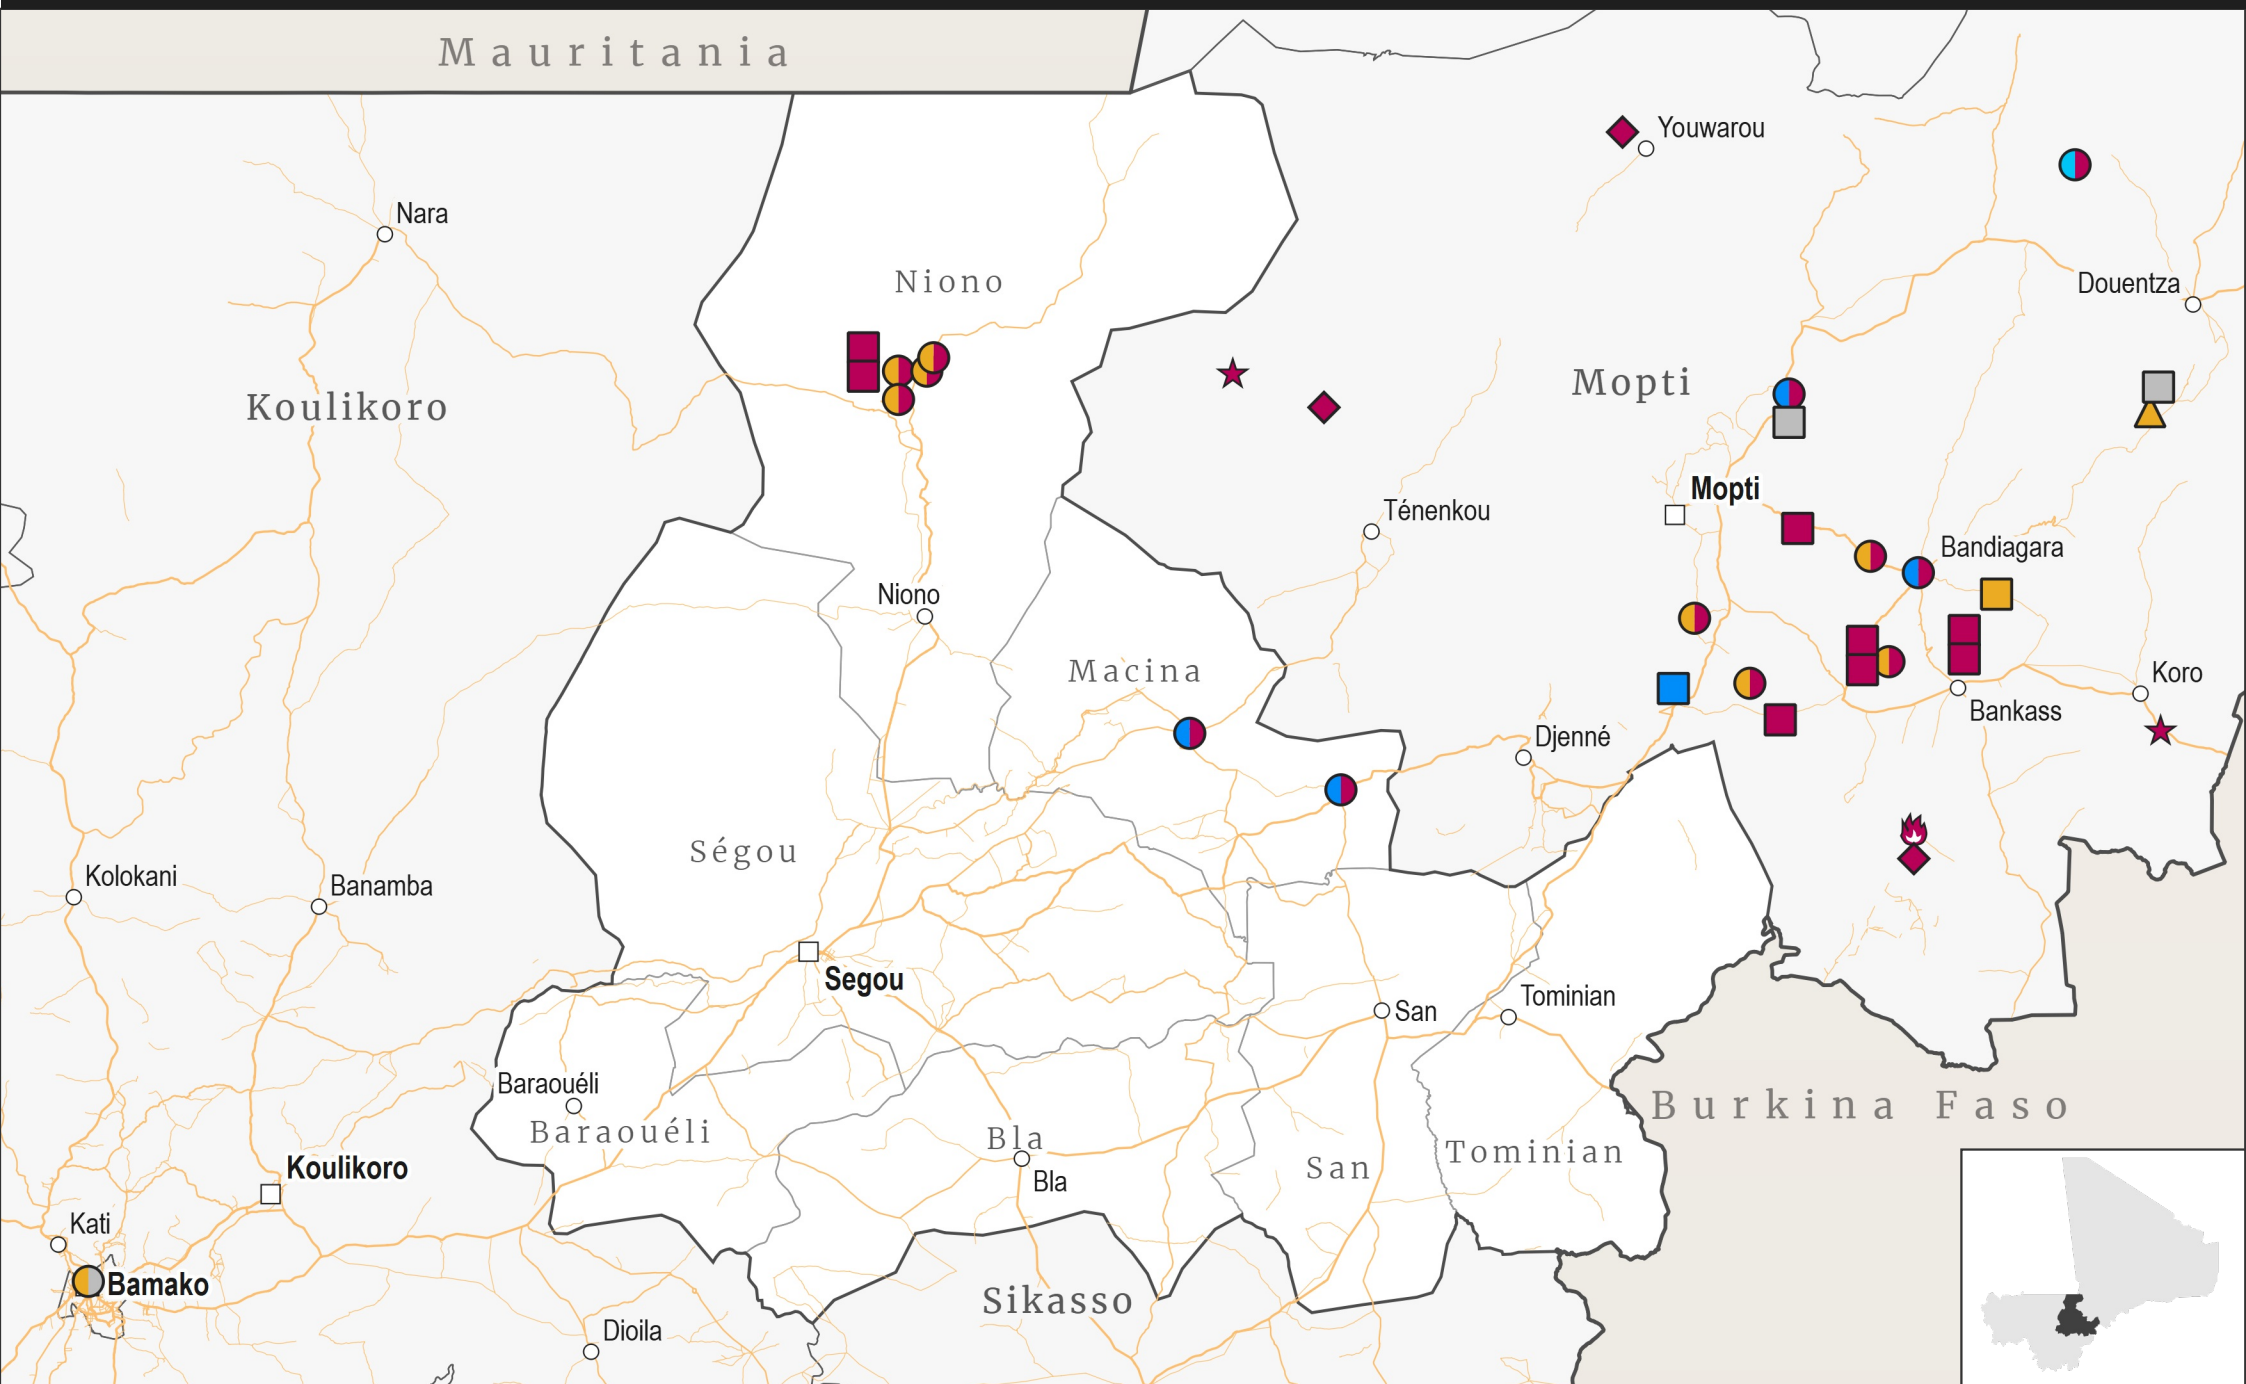 Mauritania
Youwarou
Nara
Niono
Douentza
Koulikoro
Mopti
Mopti
Ténenkou
Bandiagara
Niono
Macina
Koro
Bankass
Djenné
Ségou
Kolokani
Banamba
Segou
Tominian
San
Baraouéli
Burkina Faso
Baraouéli
Bla
Tominian
San
Koulikoro
Bla
Kati
Bamako
Sikasso
Dioila